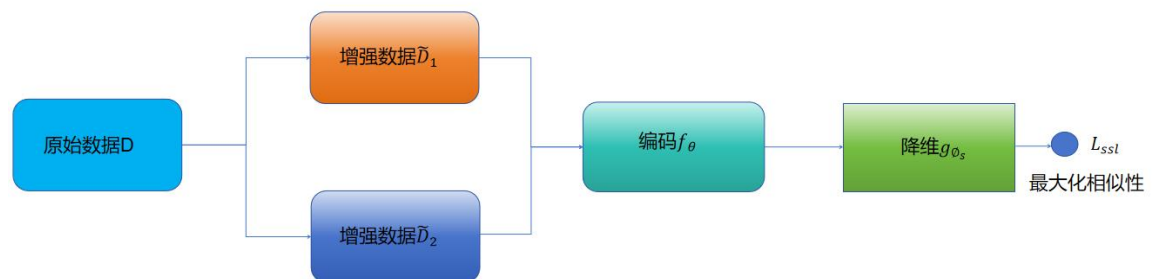 原始数据D
增强数据D̃₁
增强数据D̃₂
编码f_θ
降维g_∅ₛ
L_ssl
最大化相似性